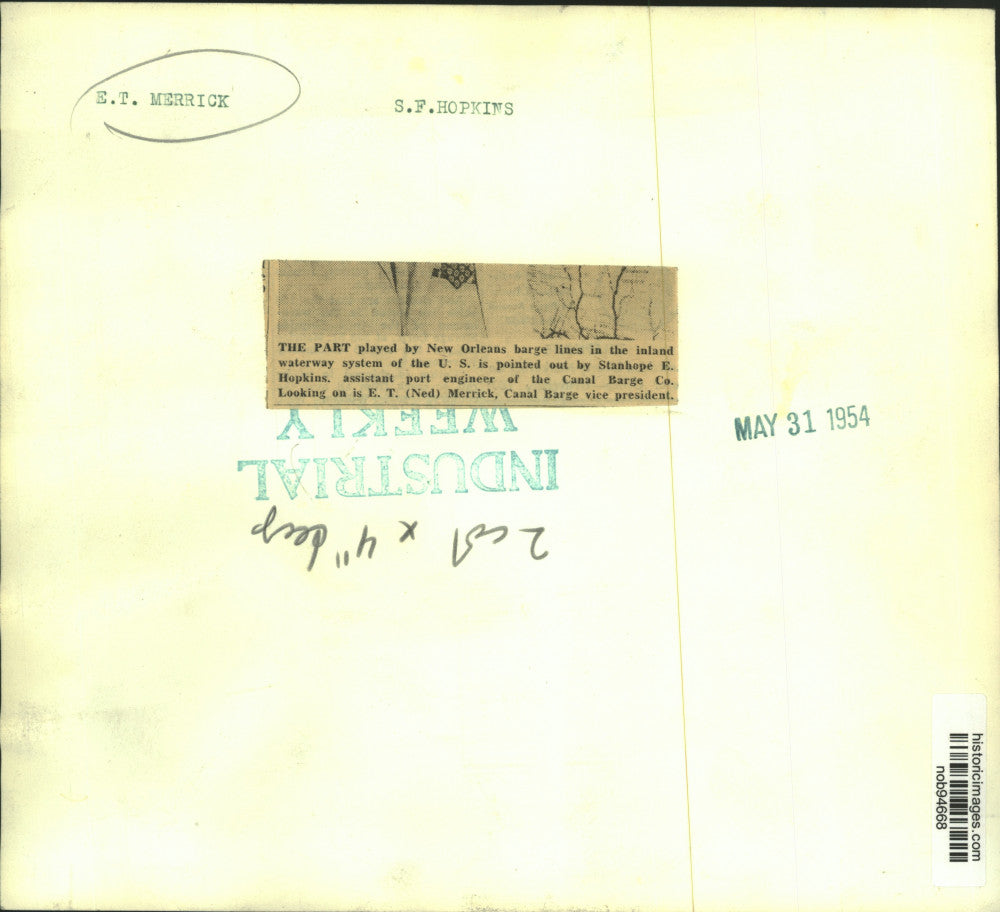 E.T. MERRICK
S.F.HOPKINS
THE PART played by New Orleans barge lines in the inland
waterway system of the U. S. is pointed out by Stanhope E.
Hopkins, assistant port engineer of the Canal Barge Co.
Looking on is E. T. (Ned) Merrick, Canal Barge vice president.
MAY 31 1954
INDUSTRIAL
WEEKLY
2 col x 4" deep
historicimages.com
nob94668